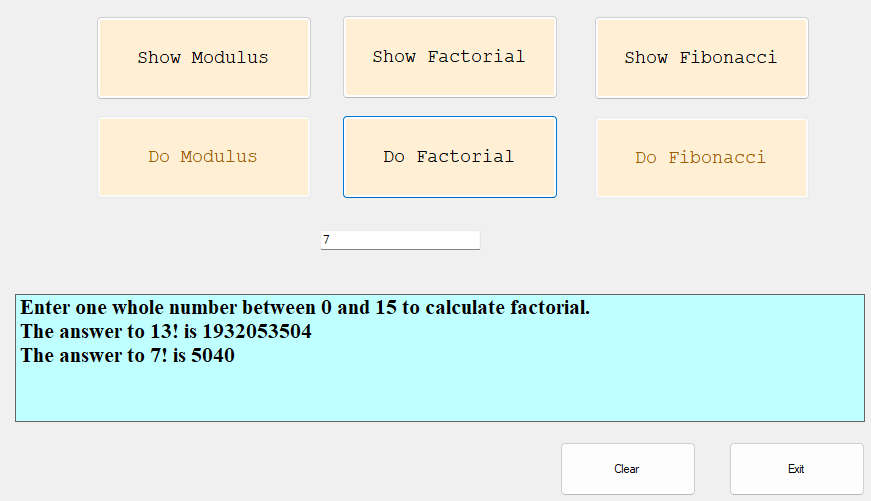 Show Modulus
Show Factorial
Show Fibonacci
Do Modulus
Do Factorial
Do Fibonacci
7
Enter one whole number between 0 and 15 to calculate factorial.
The answer to 13! is 1932053504
The answer to 7! is 5040
Clear
Exit